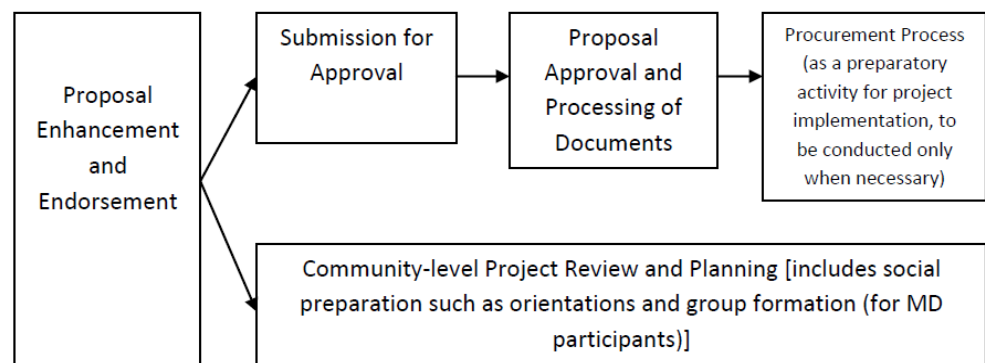 Proposal
Enhancement
and
Endorsement
Submission for
Approval
Proposal
Approval and
Processing of
Documents
Procurement Process
(as a preparatory
activity for project
implementation, to
be conducted only
when necessary)
Community-level Project Review and Planning [includes social
preparation such as orientations and group formation (for MD
participants)]